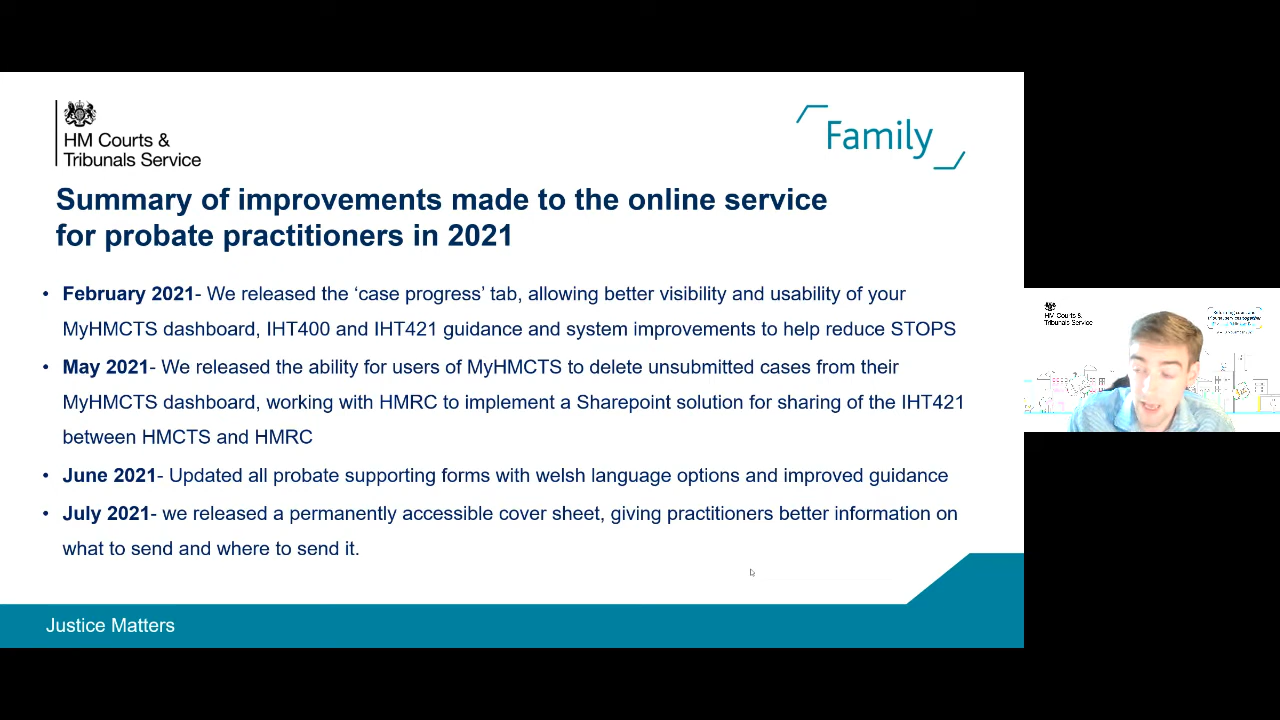 HM Courts &
Tribunals Service
Family
Summary of improvements made to the online service
for probate practitioners in 2021
• February 2021- We released the ‘case progress’ tab, allowing better visibility and usability of your
MyHMCTS dashboard, IHT400 and IHT421 guidance and system improvements to help reduce STOPS
• May 2021- We released the ability for users of MyHMCTS to delete unsubmitted cases from their
MyHMCTS dashboard, working with HMRC to implement a Sharepoint solution for sharing of the IHT421
between HMCTS and HMRC
• June 2021- Updated all probate supporting forms with welsh language options and improved guidance
• July 2021- we released a permanently accessible cover sheet, giving practitioners better information on
what to send and where to send it.
Justice Matters
HM Courts &
Tribunals Service